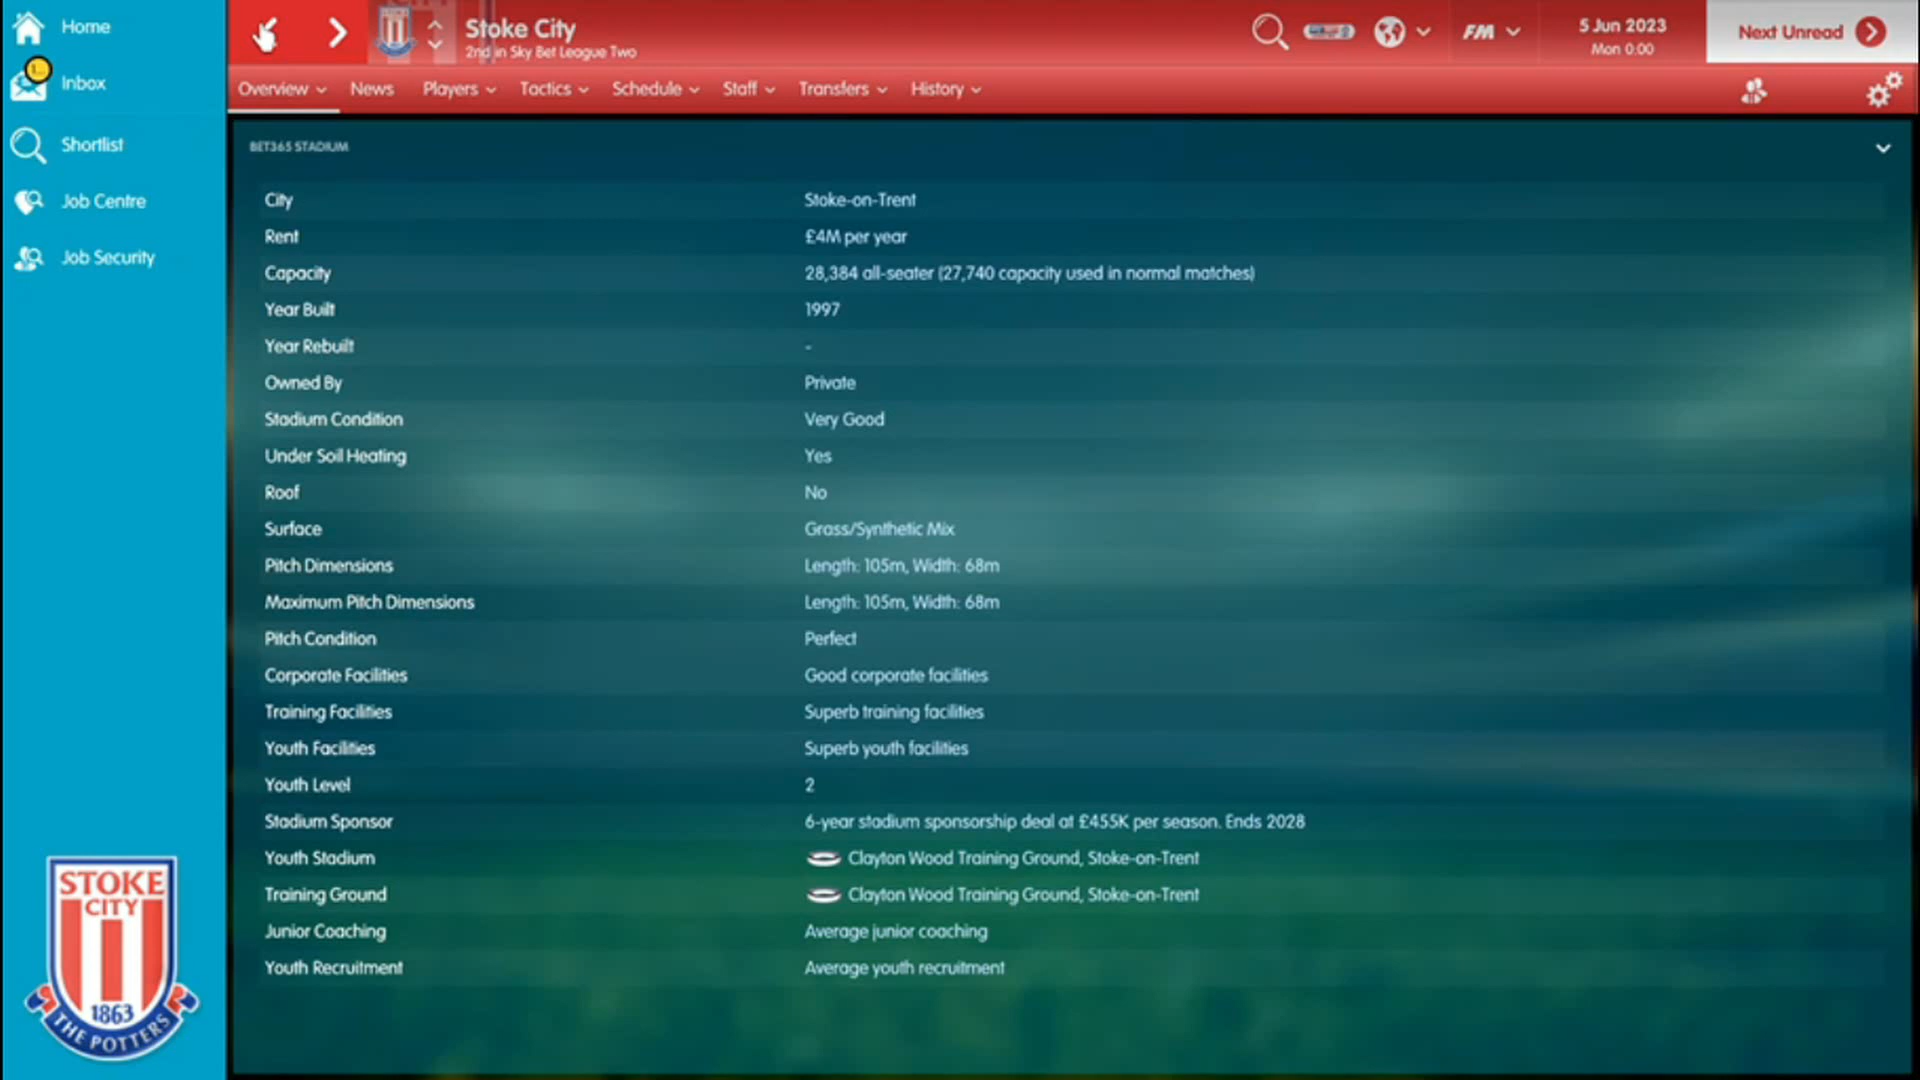 Home
Inbox
Shortlist
Job Centre
Job Security
STOKE
CITY
1863
THE POTTERS
Stoke City
2nd in Sky Bet League Two
FM
5 Jun 2023
Mon 0:00
Next Unread
Overview News Players Tactics Schedule Staff Transfers History
BET365 STADIUM
City Stoke-on-Trent
Rent £4M per year
Capacity 28,384 all-seater (27,740 capacity used in normal matches)
Year Built 1997
Year Rebuilt -
Owned By Private
Stadium Condition Very Good
Under Soil Heating Yes
Roof No
Surface Grass/Synthetic Mix
Pitch Dimensions Length: 105m, Width: 68m
Maximum Pitch Dimensions Length: 105m, Width: 68m
Pitch Condition Perfect
Corporate Facilities Good corporate facilities
Training Facilities Superb training facilities
Youth Facilities Superb youth facilities
Youth Level 2
Stadium Sponsor 6-year stadium sponsorship deal at £455K per season. Ends 2028
Youth Stadium Clayton Wood Training Ground, Stoke-on-Trent
Training Ground Clayton Wood Training Ground, Stoke-on-Trent
Junior Coaching Average junior coaching
Youth Recruitment Average youth recruitment